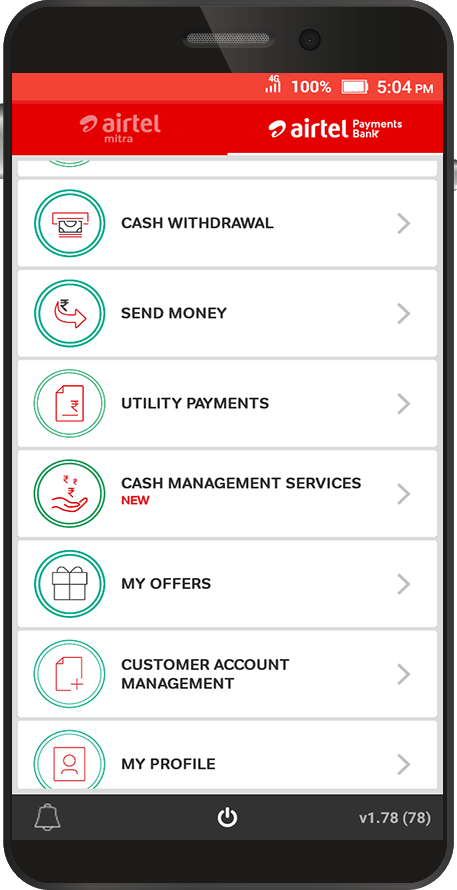 4G 100% 5:04 PM
airtel
mitra
airtel Payments
Bank
CASH WITHDRAWAL
₹
SEND MONEY
₹
UTILITY PAYMENTS
₹ ₹
₹
CASH MANAGEMENT SERVICES
NEW
MY OFFERS
CUSTOMER ACCOUNT
MANAGEMENT
MY PROFILE
v1.78 (78)